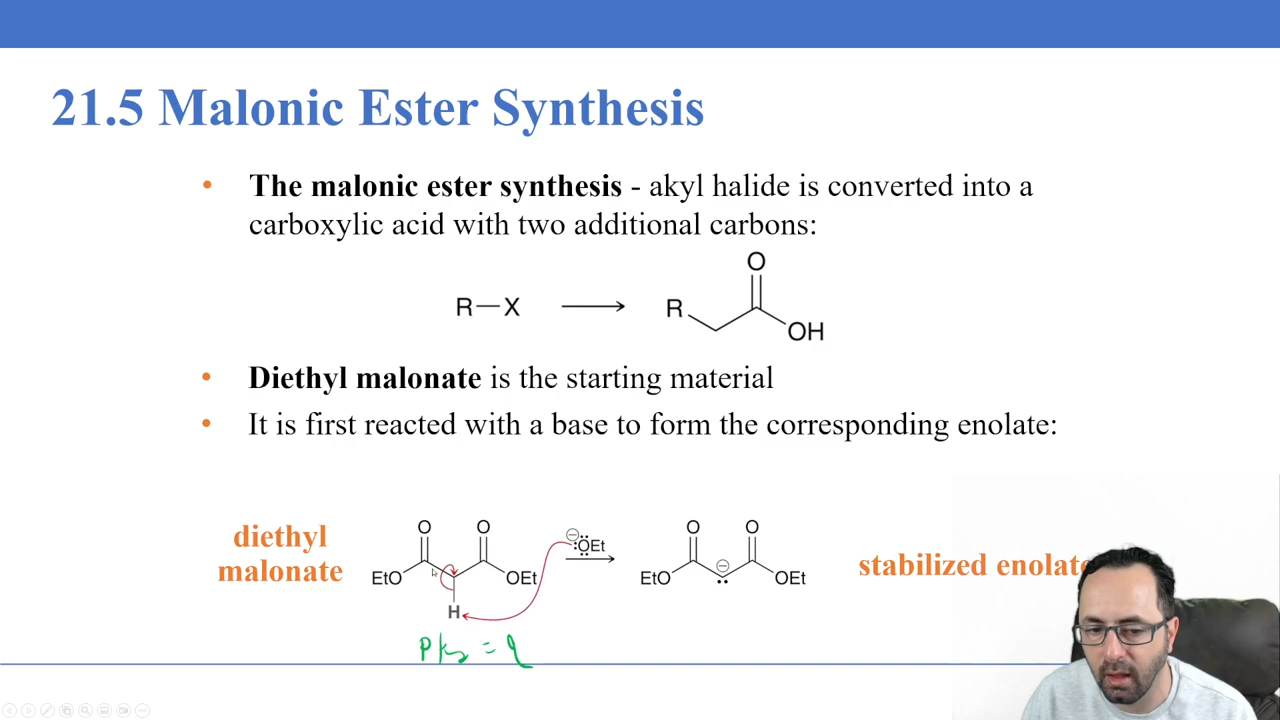 21.5 Malonic Ester Synthesis
• The malonic ester synthesis - akyl halide is converted into a
carboxylic acid with two additional carbons:
O
R—X
R
OH
• Diethyl malonate is the starting material
• It is first reacted with a base to form the corresponding enolate:
diethyl
malonate
O O
EtO OEt
H
⊖:OEt
O O
EtO ⊖ OEt
stabilized enolate